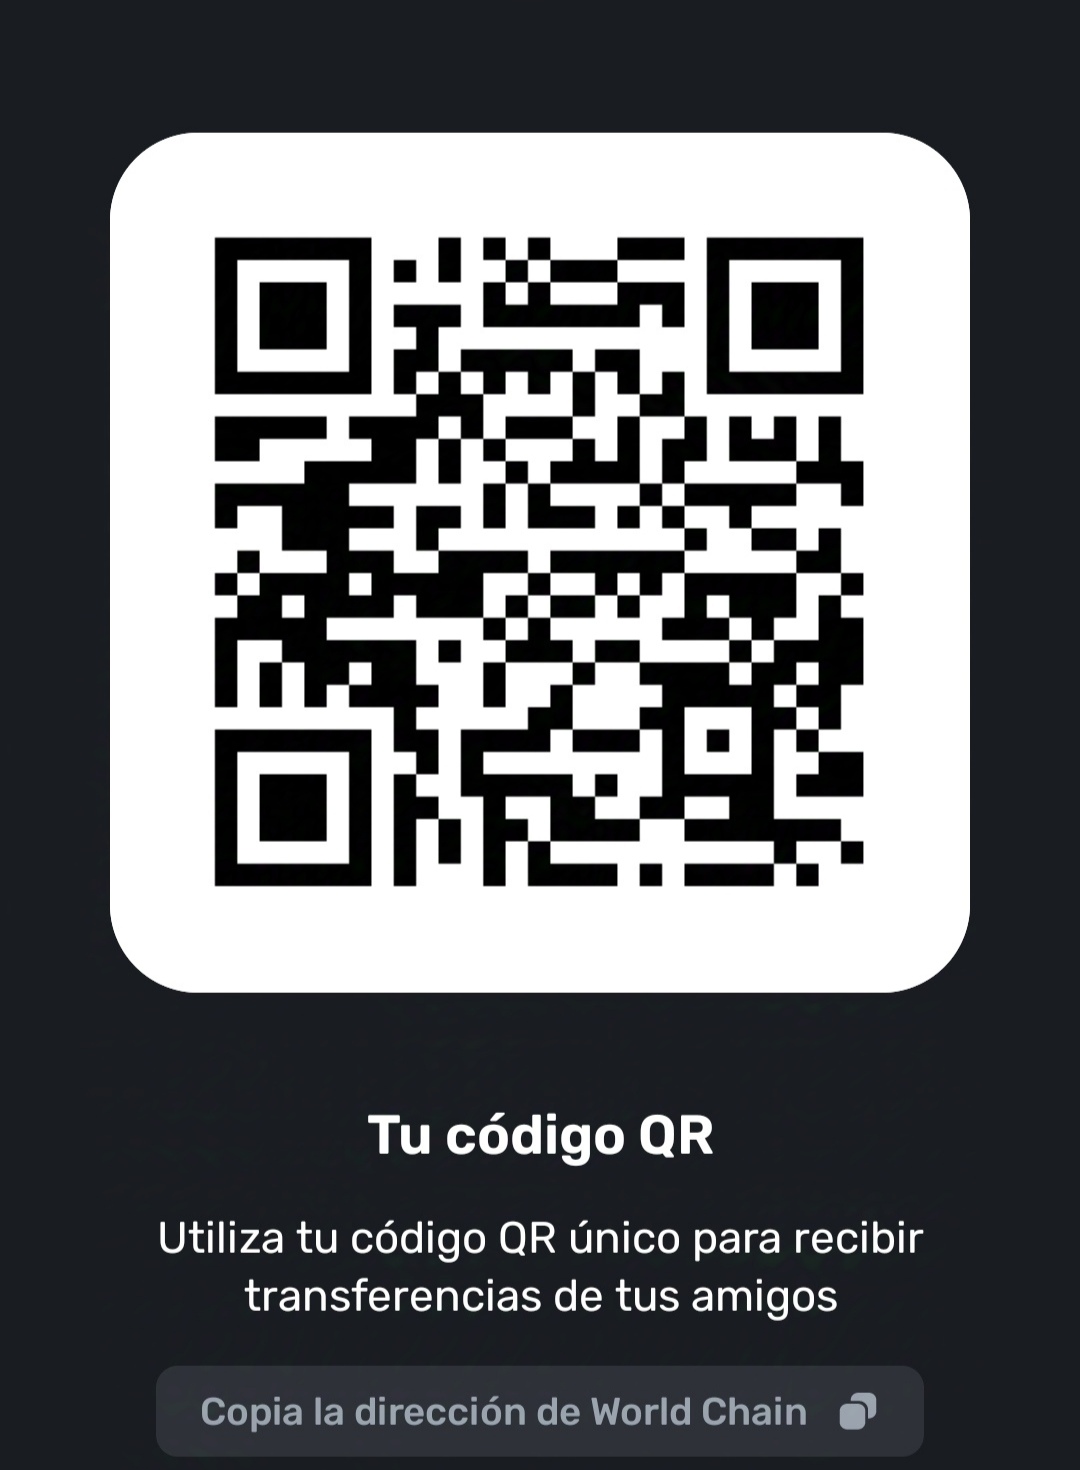 Tu código QR
Utiliza tu código QR único para recibir
transferencias de tus amigos
Copia la dirección de World Chain